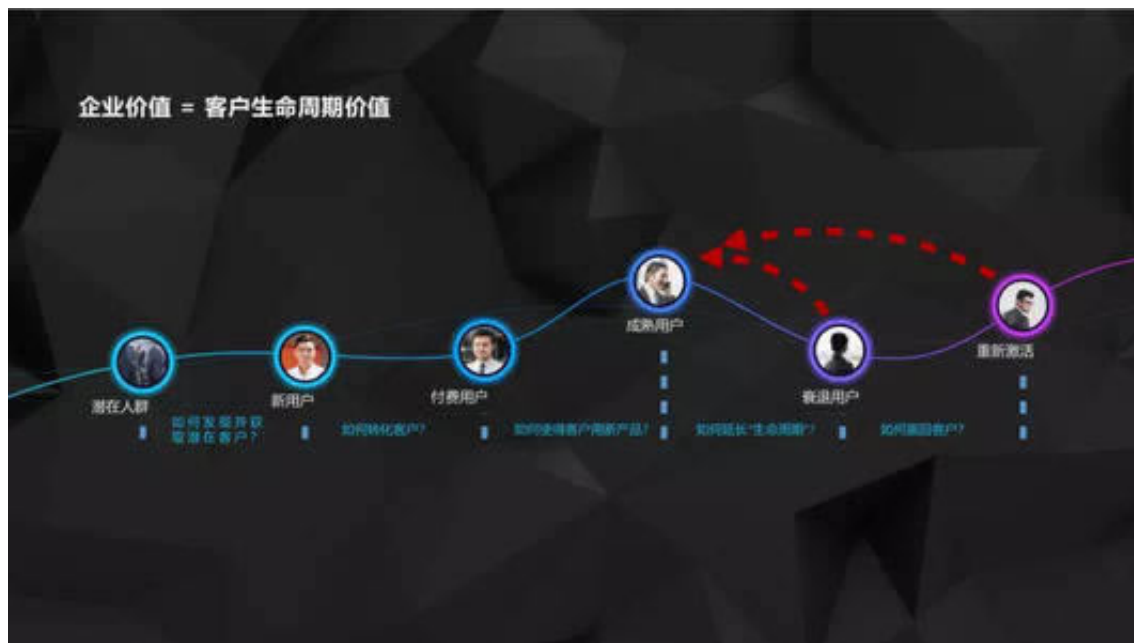 企业价值 = 客户生命周期价值
成熟用户
重新激活
潜在人群
新用户
付费用户
衰退用户
如何发现并获
取潜在客户?
如何转化客户?
如何使得客户用新产品?
如何延长"生命周期"?
如何赢回客户?